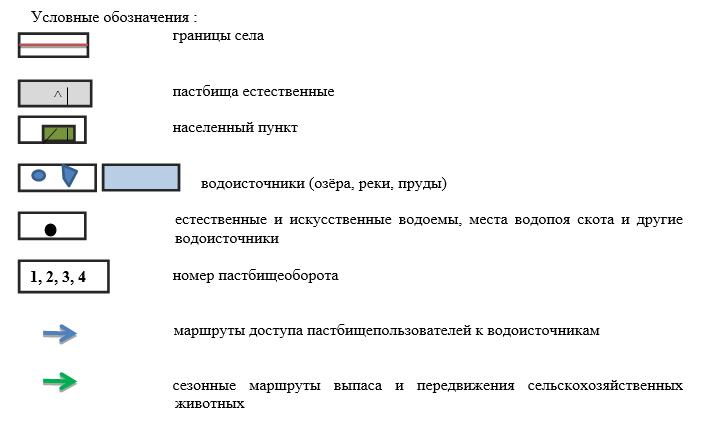 Условные обозначения :
границы села
пастбища естественные
населенный пункт
водоисточники (озёра, реки, пруды)
естественные и искусственные водоемы, места водопоя скота и другие
водоисточники
1, 2, 3, 4 номер пастбищеоборота
маршруты доступа пастбищепользователей к водоисточникам
сезонные маршруты выпаса и передвижения сельскохозяйственных
животных